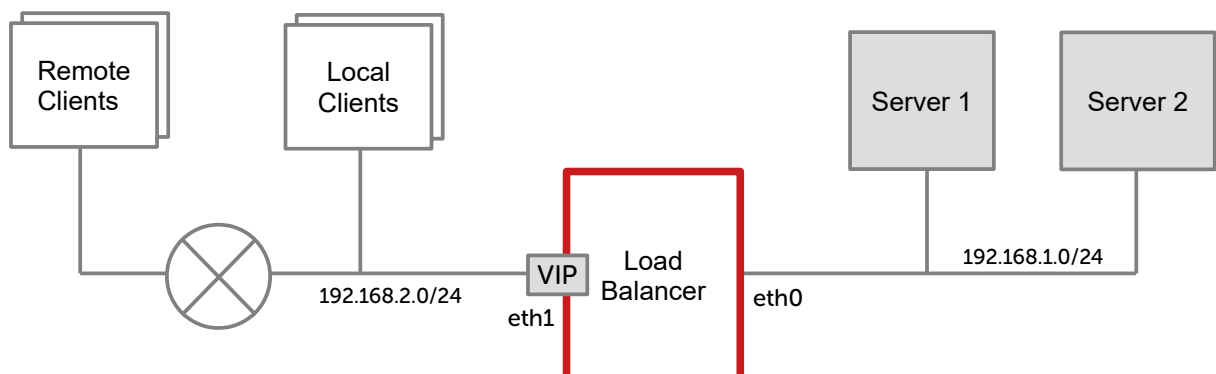 Remote
Clients
Local
Clients
Server 1
Server 2
192.168.2.0/24
VIP
eth1
Load
Balancer
eth0
192.168.1.0/24